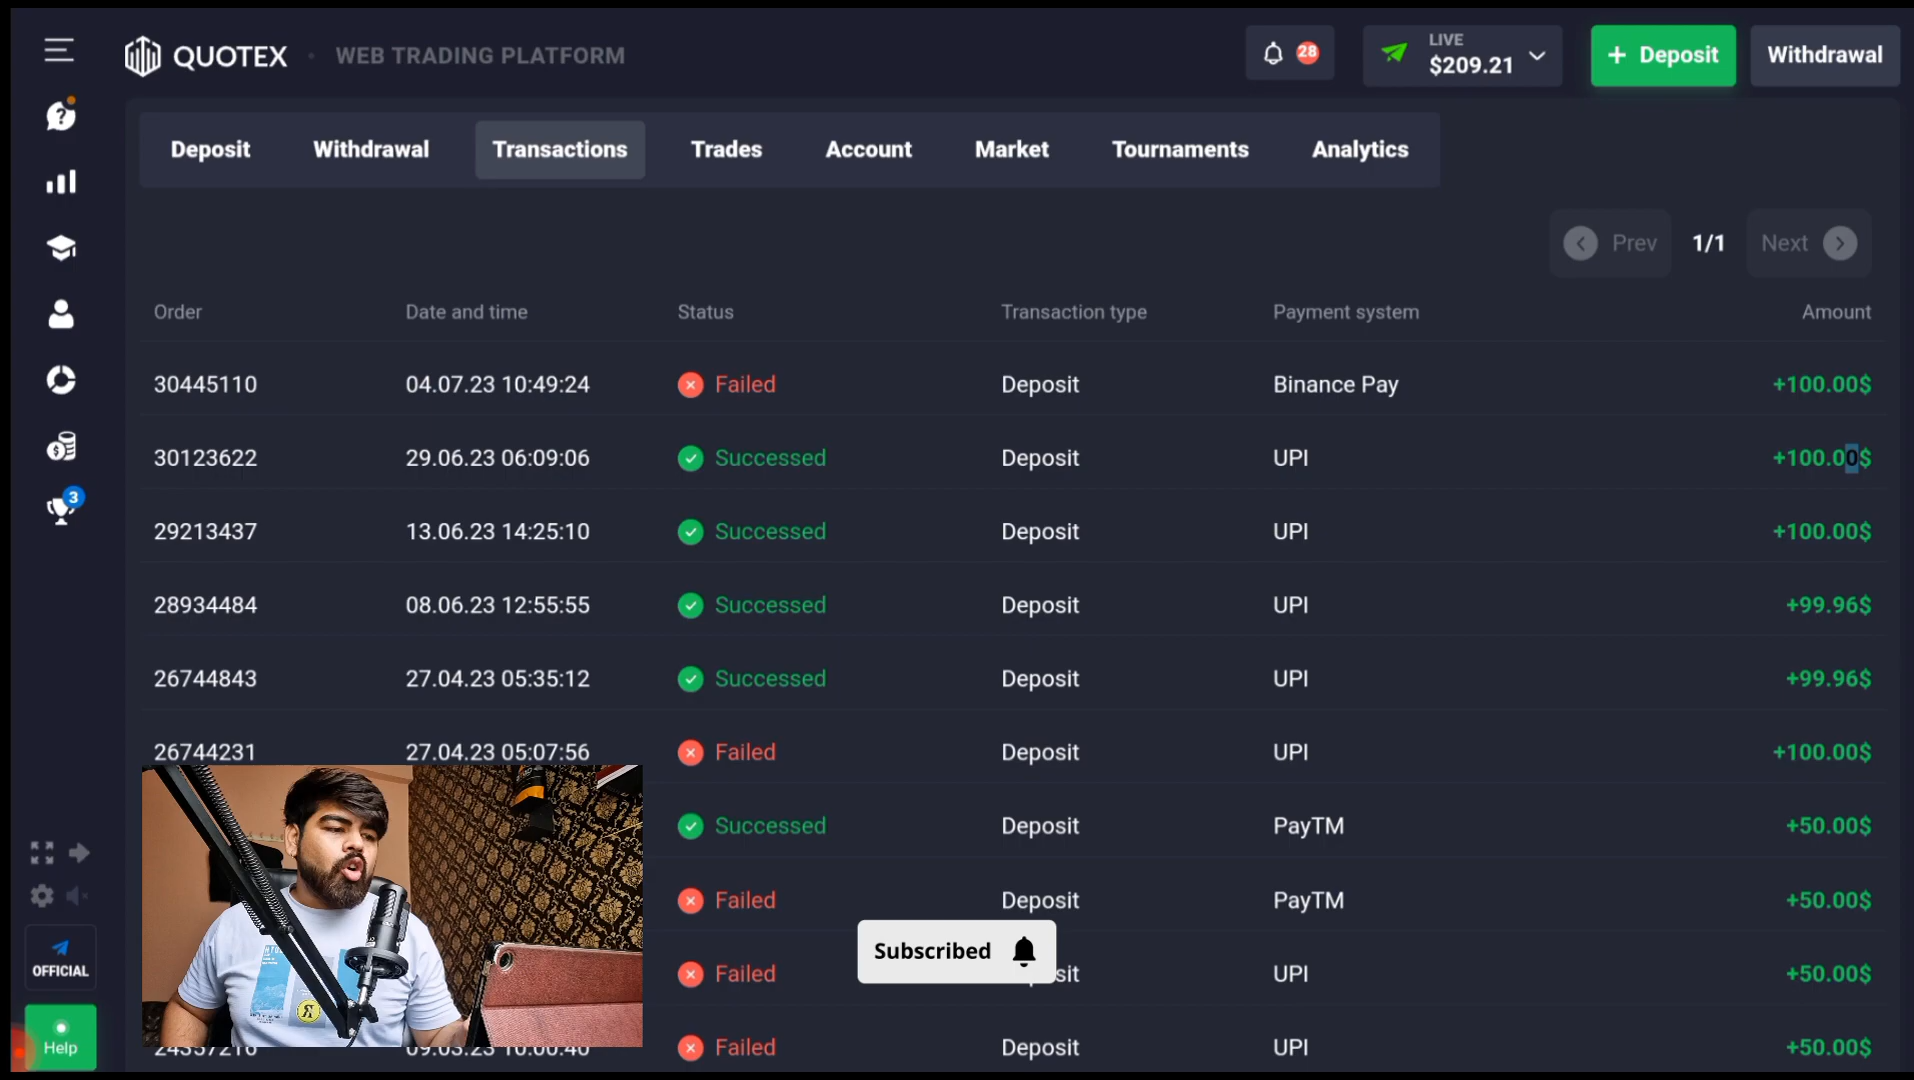 QUOTEX · WEB TRADING PLATFORM
28
LIVE
$209.21
+ Deposit
Withdrawal
Deposit Withdrawal Transactions Trades Account Market Tournaments Analytics
Prev 1/1 Next
Order Date and time Status Transaction type Payment system Amount
30445110 04.07.23 10:49:24 Failed Deposit Binance Pay +100.00$
30123622 29.06.23 06:09:06 Successed Deposit UPI +100.00$
29213437 13.06.23 14:25:10 Successed Deposit UPI +100.00$
3
28934484 08.06.23 12:55:55 Successed Deposit UPI +99.96$
26744843 27.04.23 05:35:12 Successed Deposit UPI +99.96$
26744231 27.04.23 05:07:56 Failed Deposit UPI +100.00$
Successed Deposit PayTM +50.00$
Failed Deposit PayTM +50.00$
Subscribed
Failed sit UPI +50.00$
OFFICIAL
Failed Deposit UPI +50.00$
Help